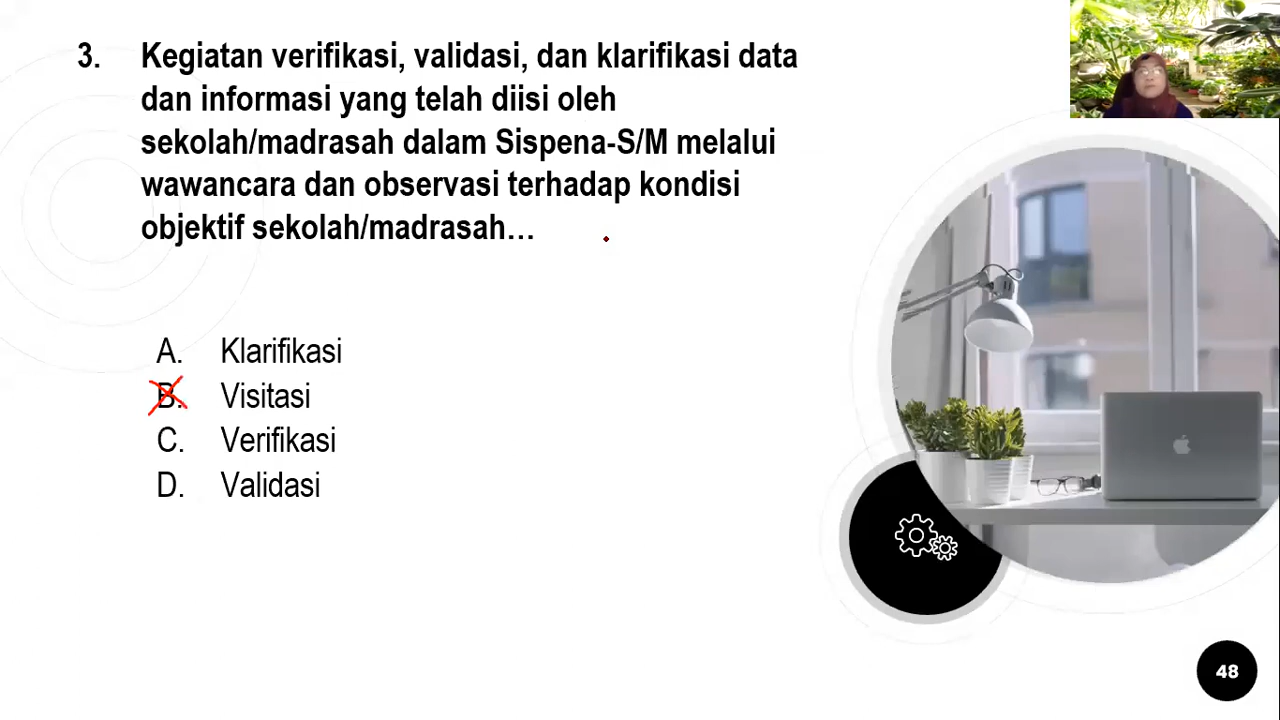 3. Kegiatan verifikasi, validasi, dan klarifikasi data
dan informasi yang telah diisi oleh
sekolah/madrasah dalam Sispena-S/M melalui
wawancara dan observasi terhadap kondisi
objektif sekolah/madrasah…
A. Klarifikasi
B. Visitasi
C. Verifikasi
D. Validasi
48